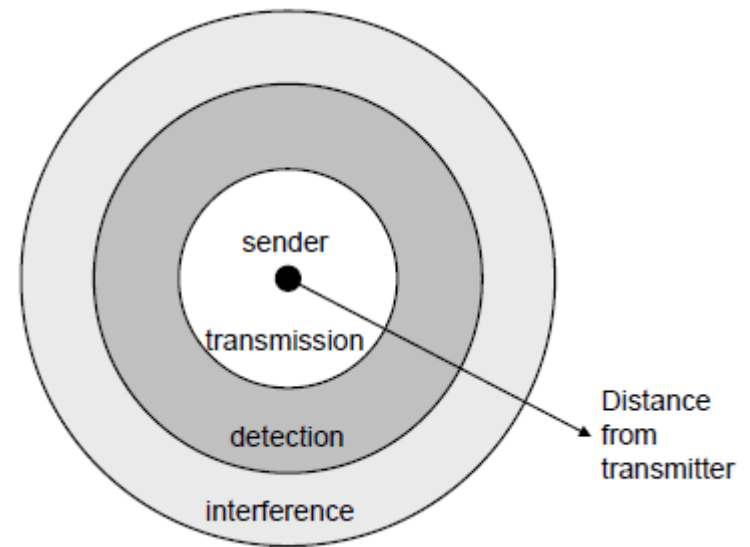 sender
transmission
detection
interference
Distance
from
transmitter